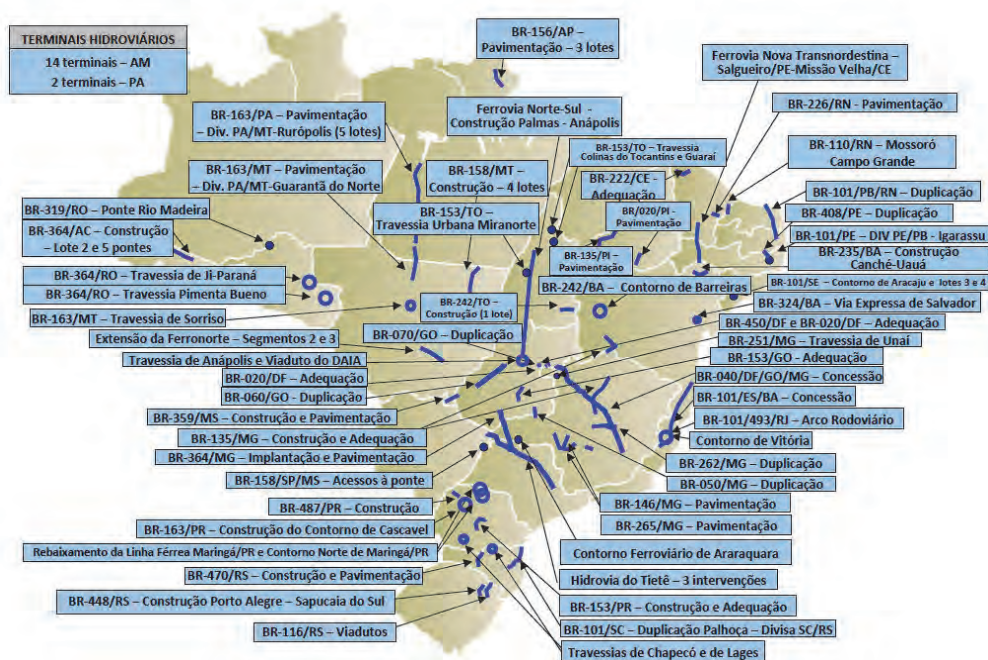 TERMINAIS HIDROVIÁRIOS
14 terminais – AM
2 terminais – PA
BR-156/AP –
Pavimentação – 3 lotes
Ferrovia Nova Transnordestina –
Salgueiro/PE-Missão Velha/CE
BR-226/RN - Pavimentação
BR-163/PA – Pavimentação
– Div. PA/MT-Rurópolis (5 lotes)
Ferrovia Norte-Sul -
Construção Palmas - Anápolis
BR-110/RN – Mossoró
Campo Grande
BR-153/TO – Travessia
Colinas do Tocantins e Guaraí
BR-163/MT – Pavimentação
– Div. PA/MT-Guarantã do Norte
BR-158/MT –
Construção – 4 lotes
BR-222/CE -
Adequação
BR-101/PB/RN – Duplicação
BR-319/RO – Ponte Rio Madeira
BR-153/TO –
Travessia Urbana Miranorte
BR/020/PI -
Pavimentação
BR-408/PE – Duplicação
BR-364/AC – Construção
– Lote 2 e 5 pontes
BR-101/PE – DIV PE/PB - Igarassu
BR-135/PI –
Pavimentação
BR-235/BA – Construção
Canché-Uauá
BR-364/RO – Travessia de Ji-Paraná
BR-364/RO – Travessia Pimenta Bueno
BR-242/BA – Contorno de Barreiras
BR-101/SE – Contorno de Aracaju e lotes 3 e 4
BR-242/TO –
Construção (1 lote)
BR-324/BA – Via Expressa de Salvador
BR-163/MT – Travessia de Sorriso
BR-070/GO – Duplicação
BR-450/DF e BR-020/DF – Adequação
Extensão da Ferronorte – Segmentos 2 e 3
BR-251/MG – Travessia de Unaí
Travessia de Anápolis e Viaduto do DAIA
BR-153/GO - Adequação
BR-020/DF – Adequação
BR-040/DF/GO/MG – Concessão
BR-060/GO - Duplicação
BR-101/ES/BA – Concessão
BR-359/MS – Construção e Pavimentação
BR-101/493/RJ – Arco Rodoviário
BR-135/MG – Construção e Adequação
Contorno de Vitória
BR-364/MG – Implantação e Pavimentação
BR-262/MG – Duplicação
BR-158/SP/MS – Acessos à ponte
BR-050/MG – Duplicação
BR-487/PR – Construção
BR-146/MG – Pavimentação
BR-163/PR – Construção do Contorno de Cascavel
BR-265/MG – Pavimentação
Rebaixamento da Linha Férrea Maringá/PR e Contorno Norte de Maringá/PR
Contorno Ferroviário de Araraquara
BR-470/RS – Construção e Pavimentação
Hidrovia do Tietê – 3 intervenções
BR-448/RS – Construção Porto Alegre – Sapucaia do Sul
BR-153/PR – Construção e Adequação
BR-116/RS – Viadutos
BR-101/SC – Duplicação Palhoça – Divisa SC/RS
Travessias de Chapecó e de Lages